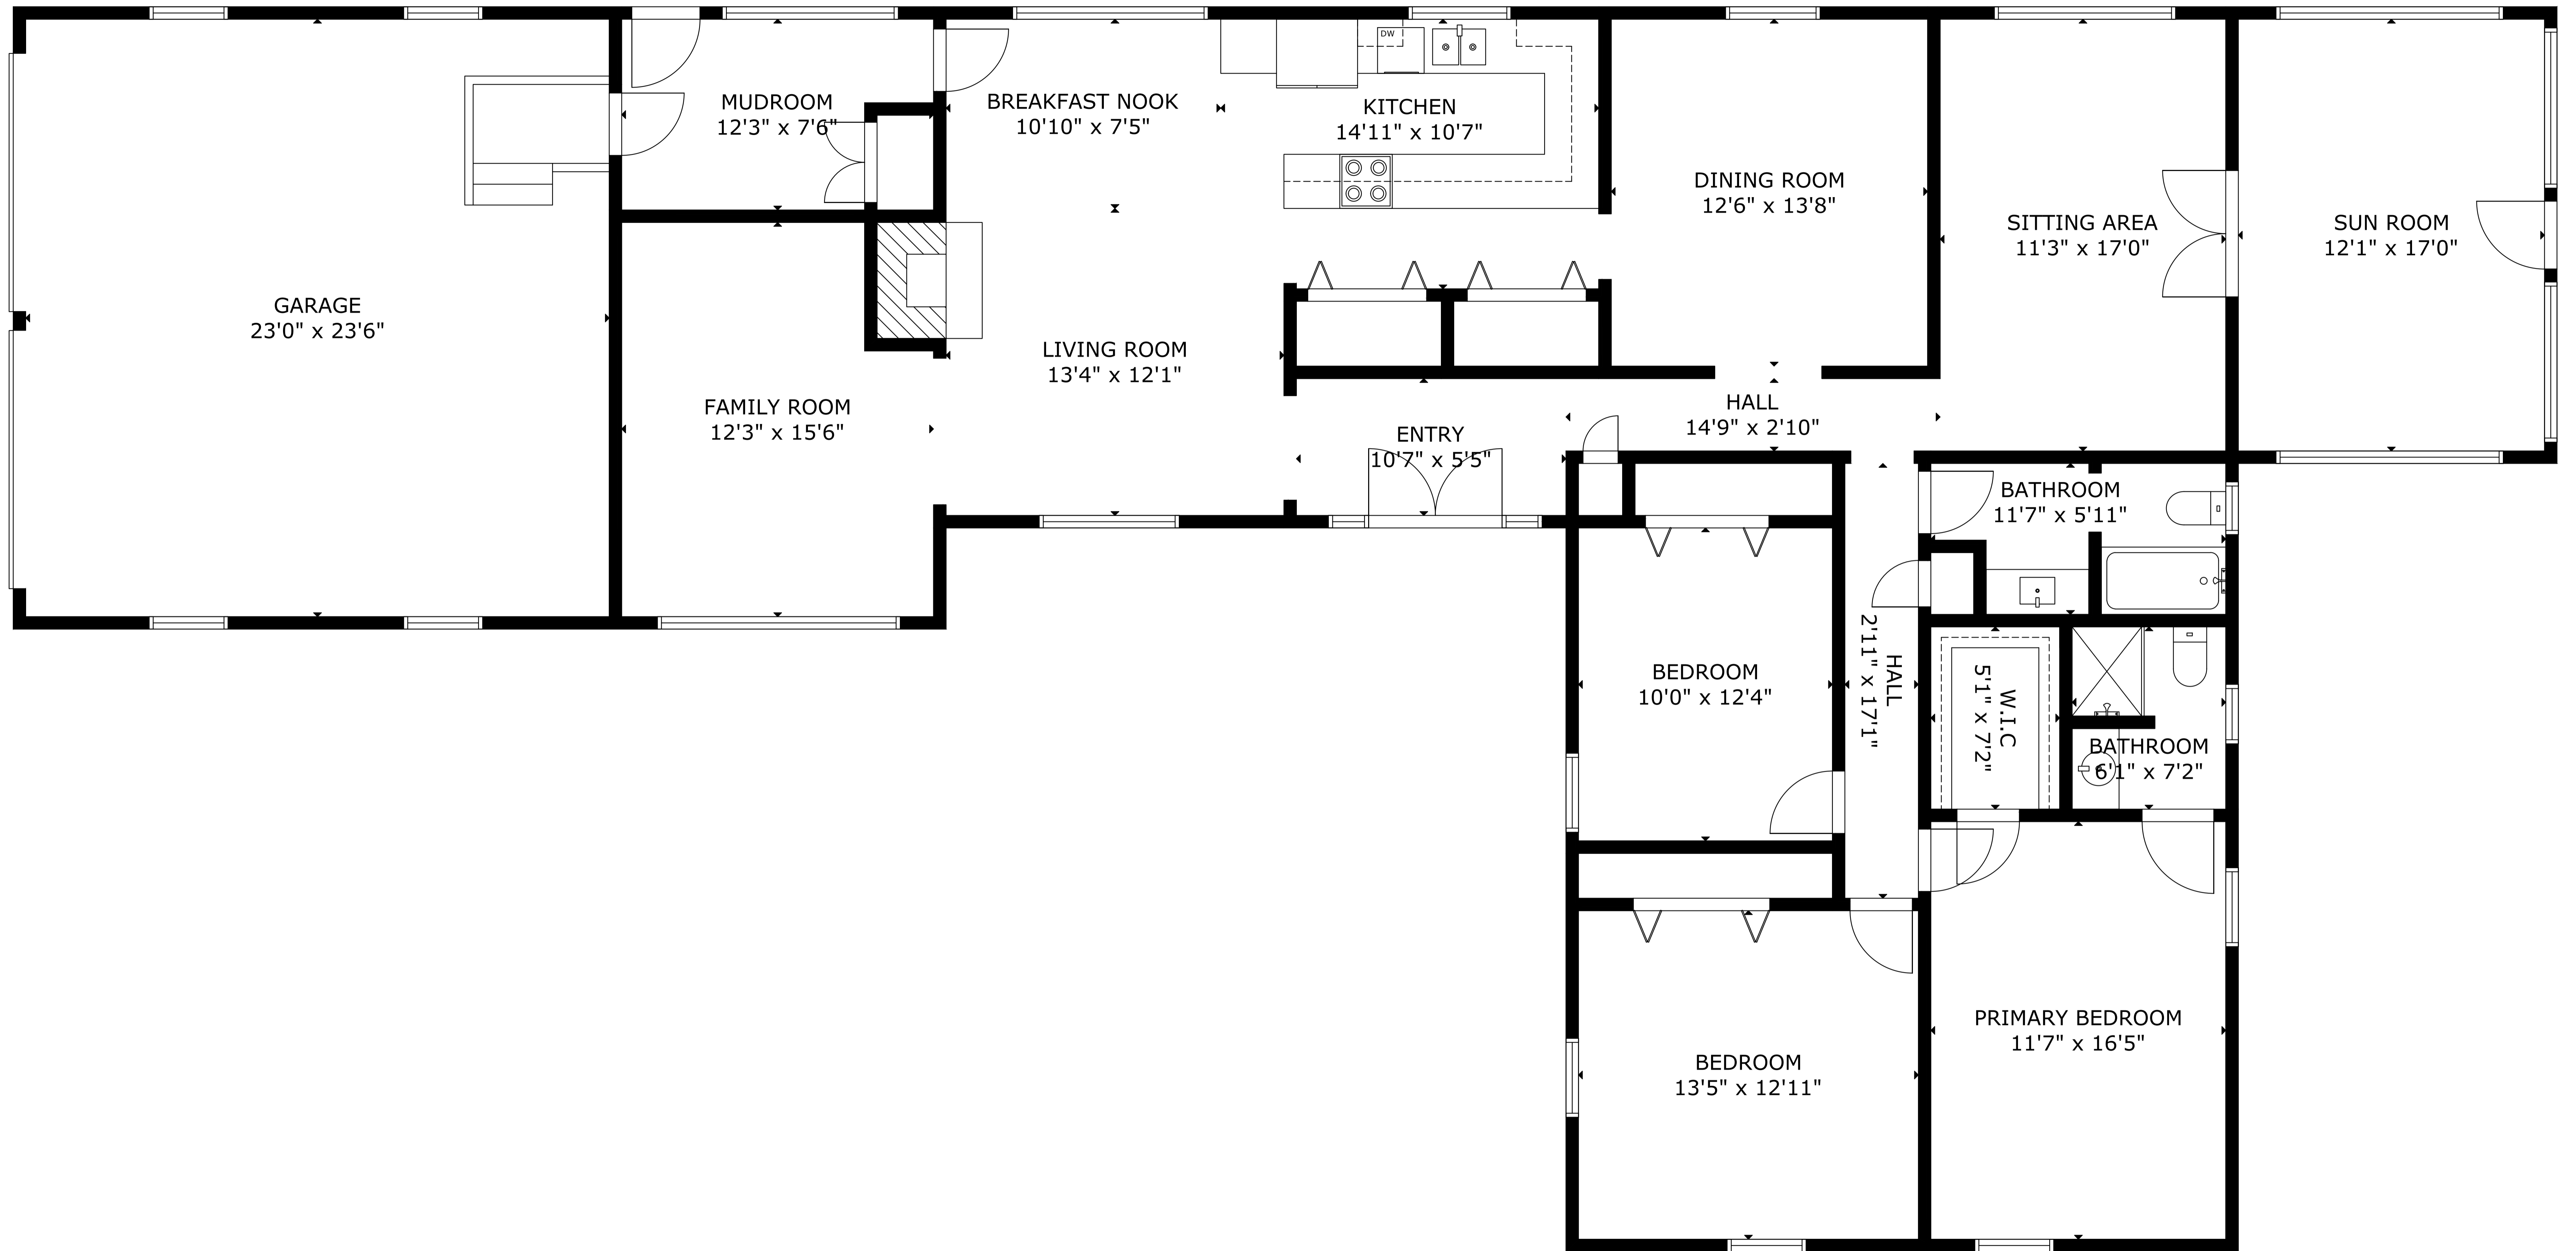 GARAGE
23'0" x 23'6"
MUDROOM
12'3" x 7'6"
BREAKFAST NOOK
10'10" x 7'5"
DW
KITCHEN
14'11" x 10'7"
DINING ROOM
12'6" x 13'8"
SITTING AREA
11'3" x 17'0"
SUN ROOM
12'1" x 17'0"
FAMILY ROOM
12'3" x 15'6"
LIVING ROOM
13'4" x 12'1"
ENTRY
10'7" x 5'5"
HALL
14'9" x 2'10"
BATHROOM
11'7" x 5'11"
BEDROOM
10'0" x 12'4"
HALL
2'11" x 17'1"
W.I.C
5'1" x 7'2"
BATHROOM
6'1" x 7'2"
BEDROOM
13'5" x 12'11"
PRIMARY BEDROOM
11'7" x 16'5"